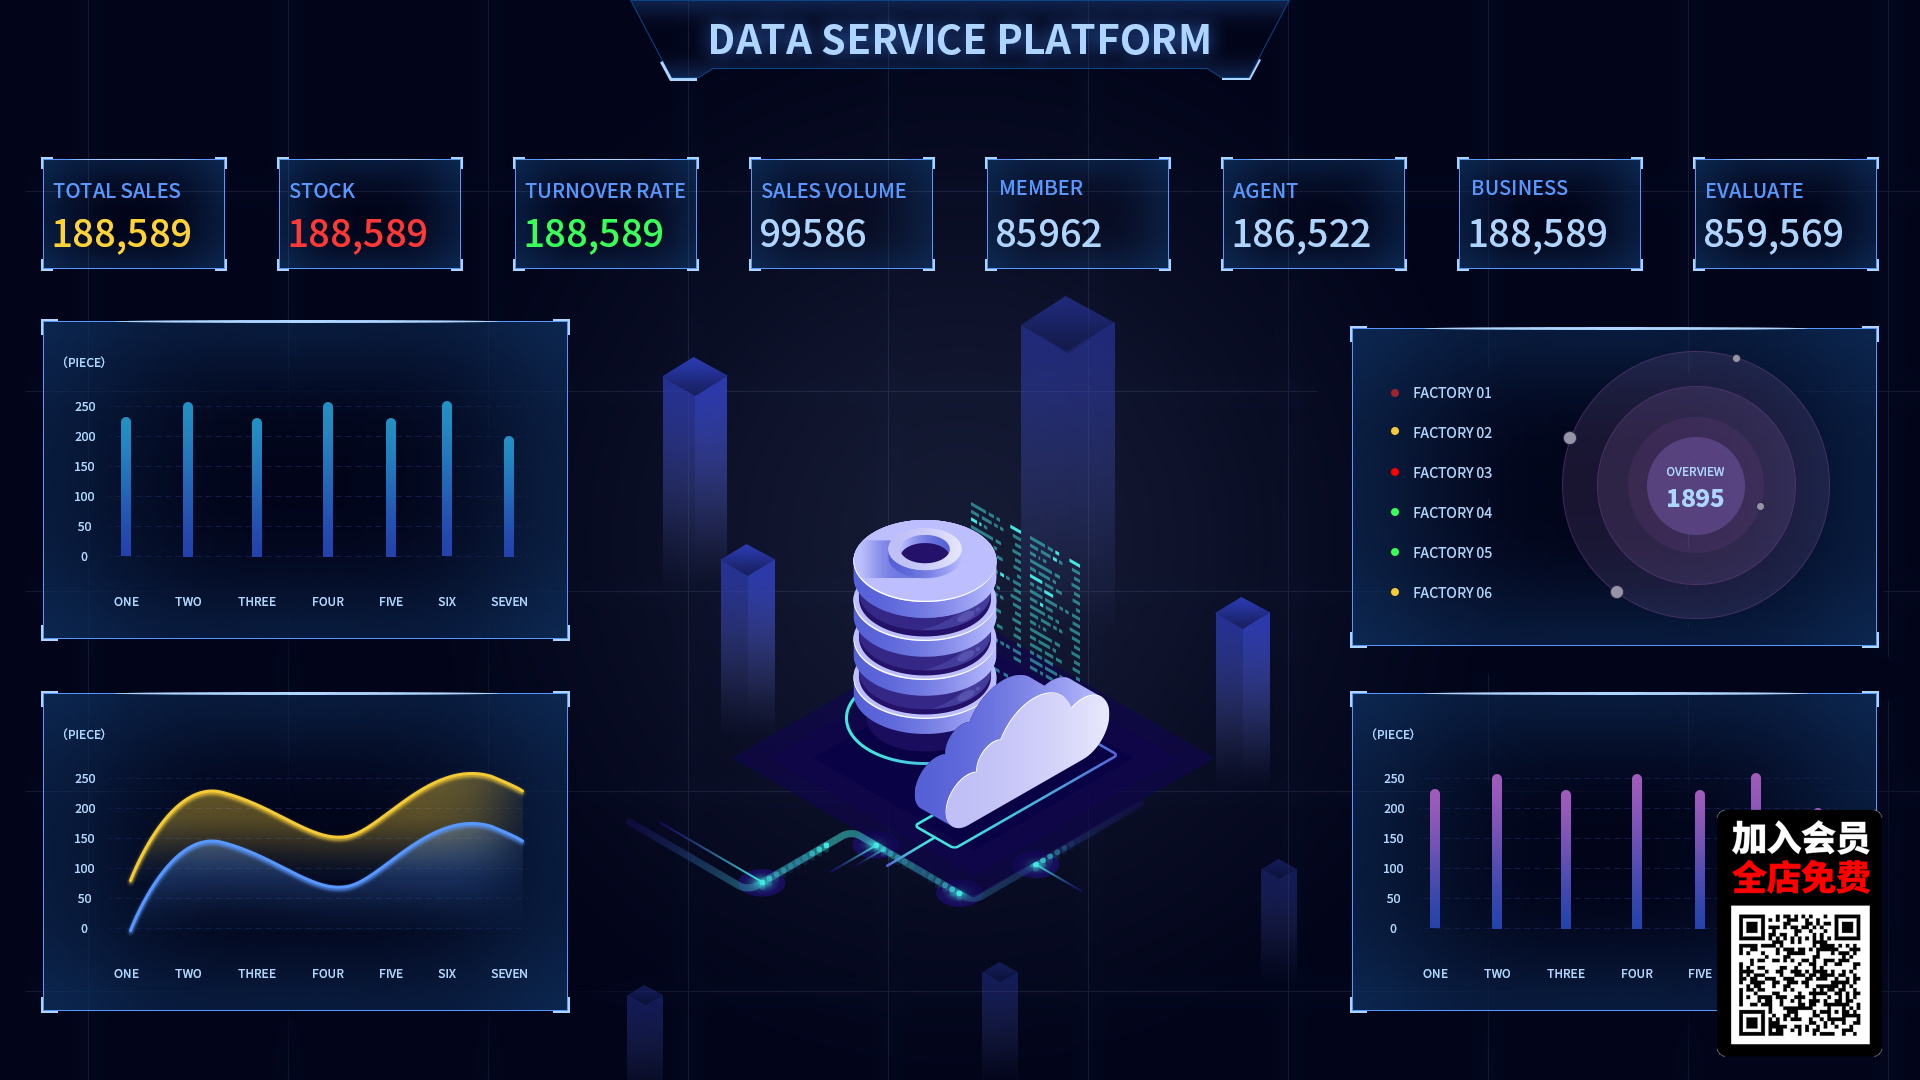 DATA SERVICE PLATFORM
TOTAL SALES
188,589
STOCK
188,589
TURNOVER RATE
188,589
SALES VOLUME
99586
MEMBER
85962
AGENT
186,522
BUSINESS
188,589
EVALUATE
859,569
(PIECE)
250
200
150
100
50
0
ONE TWO THREE FOUR FIVE SIX SEVEN
FACTORY 01
FACTORY 02
FACTORY 03
FACTORY 04
FACTORY 05
FACTORY 06
OVERVIEW
1895
(PIECE)
250
200
150
100
50
0
ONE TWO THREE FOUR FIVE SIX SEVEN
(PIECE)
250
200
150
100
50
0
ONE TWO THREE FOUR FIVE
加入会员
全店免费